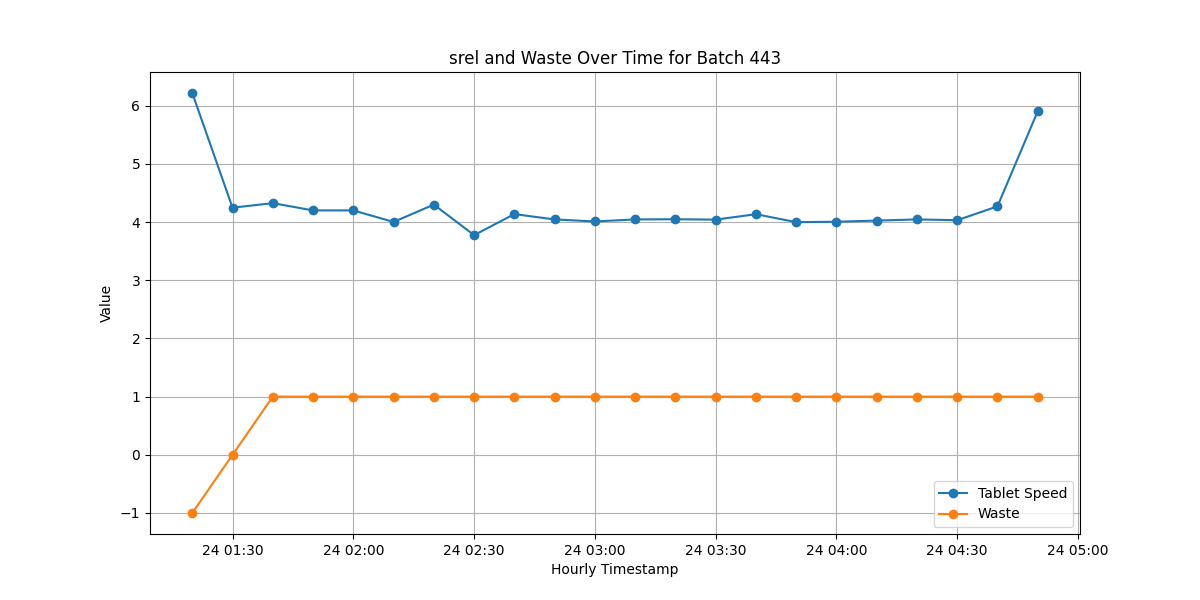 srel and Waste Over Time for Batch 443
6
5
4
3
2
1
0
−1
Value
24 01:30 24 02:00 24 02:30 24 03:00 24 03:30 24 04:00 24 04:30 24 05:00
Hourly Timestamp
Tablet Speed
Waste